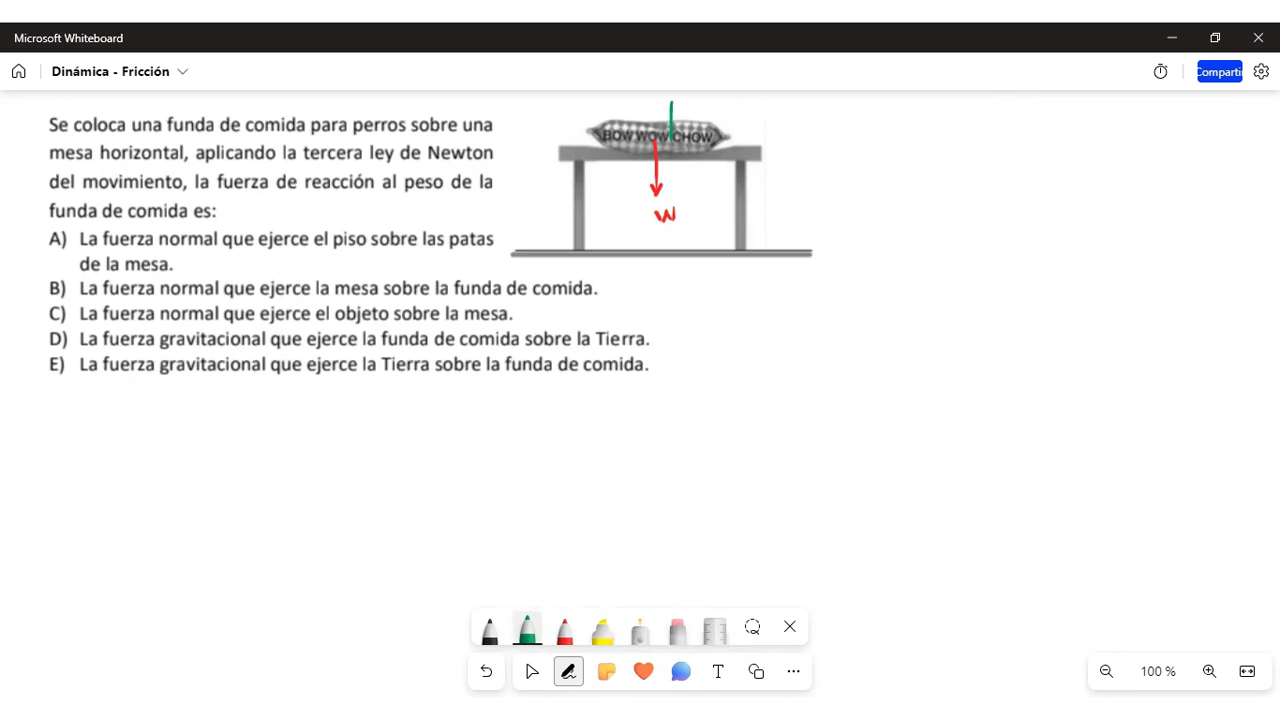 Microsoft Whiteboard
Dinámica - Fricción
Comparti
Se coloca una funda de comida para perros sobre una
mesa horizontal, aplicando la tercera ley de Newton
del movimiento, la fuerza de reacción al peso de la
funda de comida es:
A) La fuerza normal que ejerce el piso sobre las patas
de la mesa.
B) La fuerza normal que ejerce la mesa sobre la funda de comida.
C) La fuerza normal que ejerce el objeto sobre la mesa.
D) La fuerza gravitacional que ejerce la funda de comida sobre la Tierra.
E) La fuerza gravitacional que ejerce la Tierra sobre la funda de comida.
BOW WOW CHOW
W
100 %